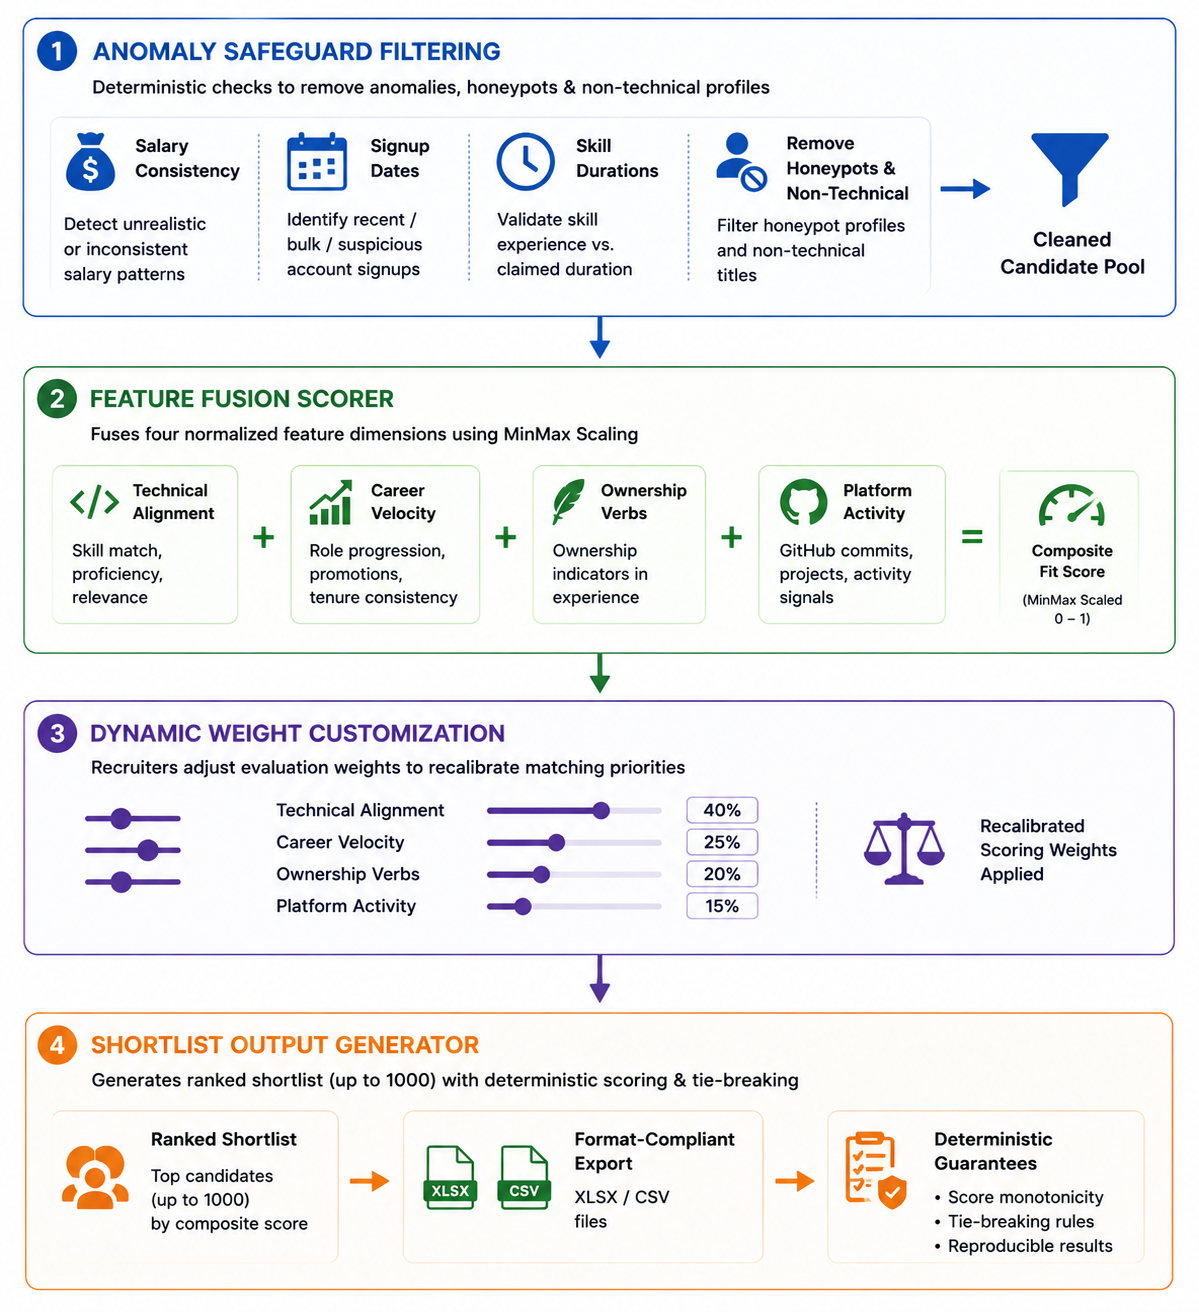 1 ANOMALY SAFEGUARD FILTERING
Deterministic checks to remove anomalies, honeypots & non-technical profiles
$
Salary
Consistency
Detect unrealistic
or inconsistent
salary patterns
Signup
Dates
Identify recent /
bulk / suspicious
account signups
Skill
Durations
Validate skill
experience vs.
claimed duration
Remove
Honeypots &
Non-Technical
Filter honeypot profiles
and non-technical
titles
Cleaned
Candidate Pool
2 FEATURE FUSION SCORER
Fuses four normalized feature dimensions using MinMax Scaling
</>
Technical
Alignment
Skill match,
proficiency,
relevance
+
Career
Velocity
Role progression,
promotions,
tenure consistency
+
Ownership
Verbs
Ownership
indicators in
experience
+
Platform
Activity
GitHub commits,
projects, activity
signals
=
Composite
Fit Score
(MinMax Scaled
0 – 1)
3 DYNAMIC WEIGHT CUSTOMIZATION
Recruiters adjust evaluation weights to recalibrate matching priorities
Technical Alignment 40%
Career Velocity 25%
Ownership Verbs 20%
Platform Activity 15%
Recalibrated
Scoring Weights
Applied
4 SHORTLIST OUTPUT GENERATOR
Generates ranked shortlist (up to 1000) with deterministic scoring & tie-breaking
Ranked Shortlist
Top candidates
(up to 1000)
by composite score
XLSX
CSV
Format-Compliant
Export
XLSX / CSV
files
Deterministic
Guarantees
• Score monotonicity
• Tie-breaking rules
• Reproducible results